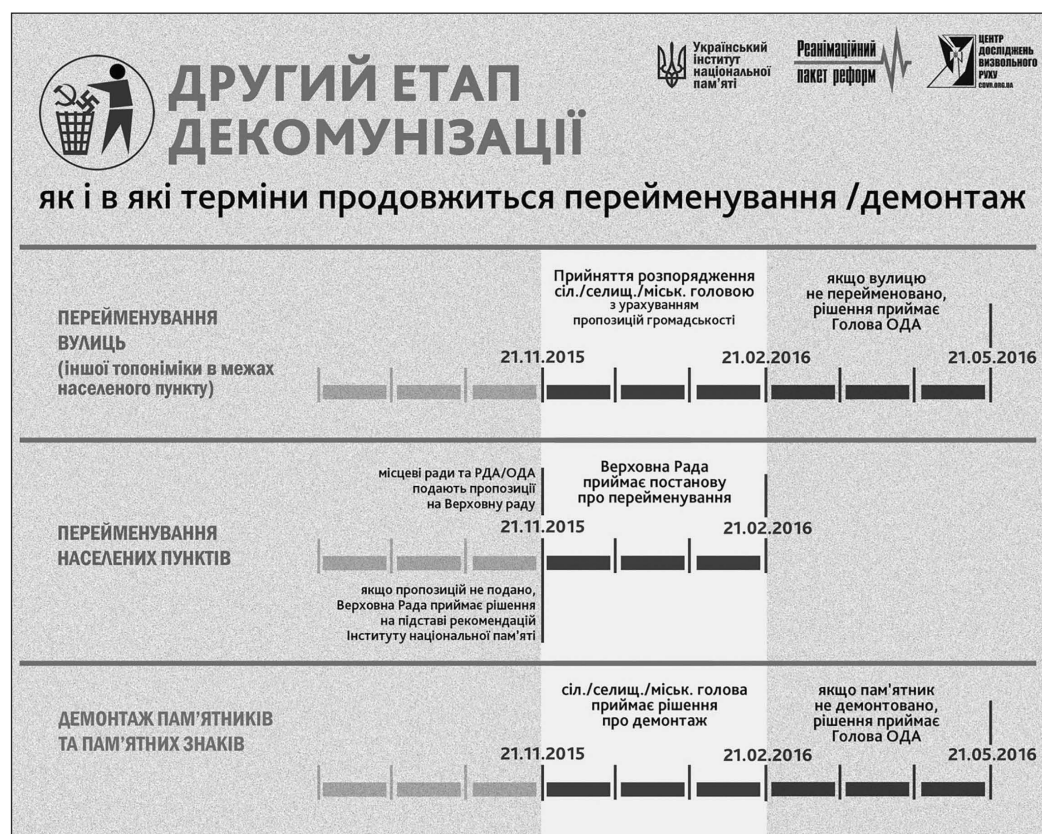 Український
інститут
національної
пам'яті
Реанімаційний
пакет реформ
ЦЕНТР
ДОСЛІДЖЕНЬ
ВИЗВОЛЬНОГО
РУХУ
CDVR.ORG.UA
ДРУГИЙ ЕТАП
ДЕКОМУНІЗАЦІЇ
як і в які терміни продовжиться перейменування /демонтаж
ПЕРЕЙМЕНУВАННЯ
ВУЛИЦЬ
(іншої топоніміки в межах
населеного пункту)
Прийняття розпорядження
сіл./селищ./міськ. головою
з урахуванням
пропозицій громадськості
якщо вулицю
не перейменовано,
рішення приймає
Голова ОДА
21.11.2015
21.02.2016
21.05.2016
ПЕРЕЙМЕНУВАННЯ
НАСЕЛЕНИХ ПУНКТІВ
місцеві ради та РДА/ОДА
подають пропозиції
на Верховну раду
Верховна Рада
приймає постанову
про перейменування
21.11.2015
21.02.2016
якщо пропозицій не подано,
Верховна Рада приймає рішення
на підставі рекомендацій
Інституту національної пам'яті
ДЕМОНТАЖ ПАМ'ЯТНИКІВ
ТА ПАМ'ЯТНИХ ЗНАКІВ
сіл./селищ./міськ. голова
приймає рішення
про демонтаж
якщо пам'ятник
не демонтовано,
рішення приймає
Голова ОДА
21.11.2015
21.02.2016
21.05.2016